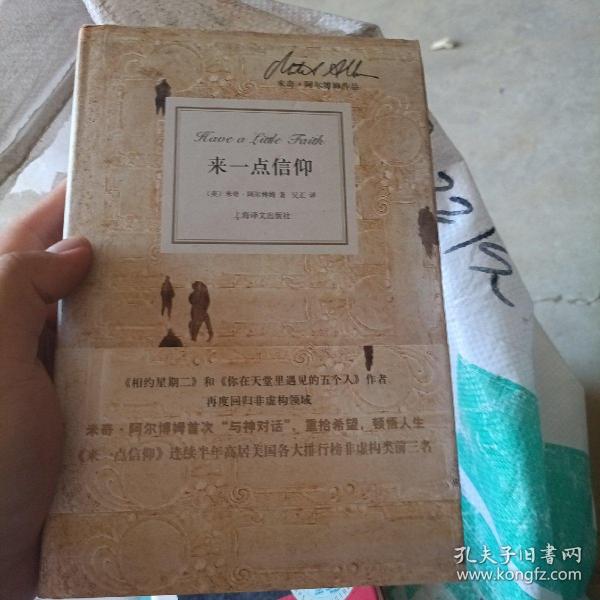 米奇·阿尔博姆作品
Have a Little Faith
来一点信仰
（美）米奇·阿尔博姆 著 吴正 译
上海译文出版社
《相约星期二》和《你在天堂里遇见的五个人》作者
再度回归非虚构领域
米奇·阿尔博姆首次“与神对话”，重拾希望，顿悟人生
《来一点信仰》连续半年高居美国各大排行榜非虚构类前三名
22/9
孔夫子旧书网
www.kongfz.com